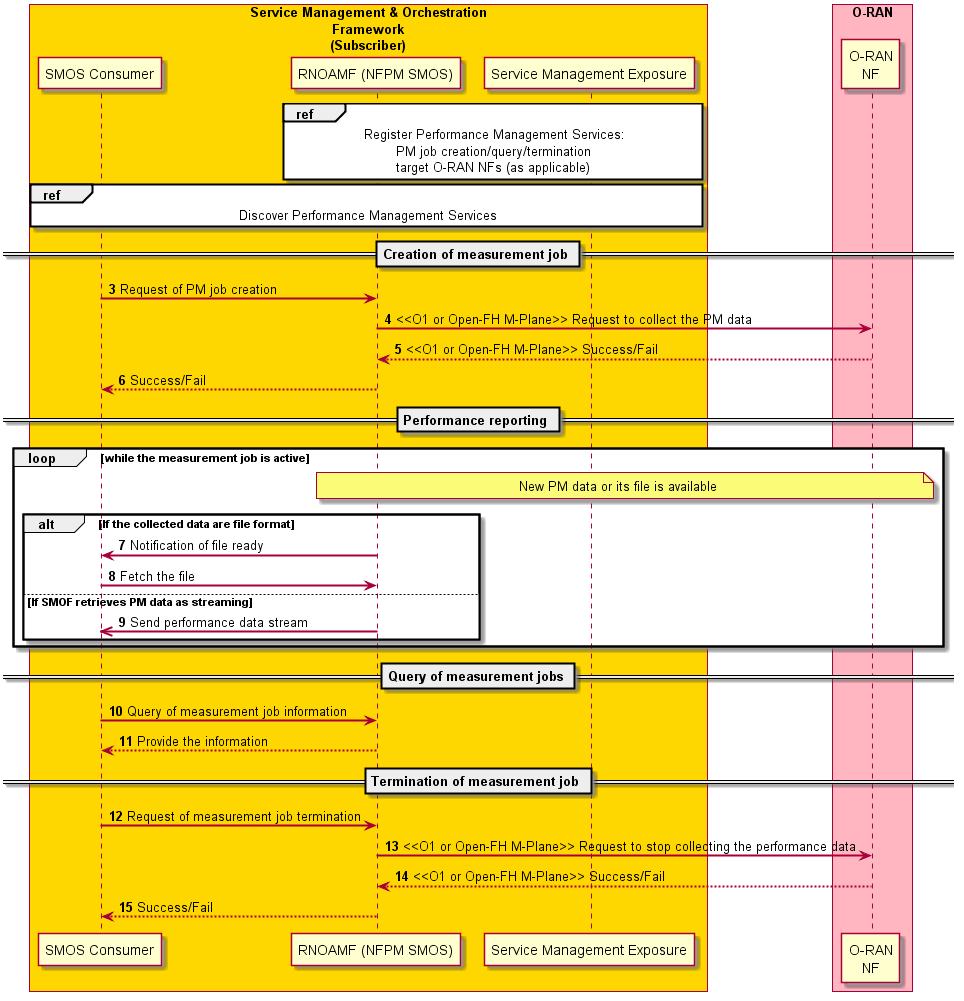 Service Management & Orchestration
Framework
(Subscriber)
O-RAN
SMOS Consumer
RNOAMF (NFPM SMOS)
Service Management Exposure
O-RAN
NF
ref
Register Performance Management Services:
PM job creation/query/termination
target O-RAN NFs (as applicable)
ref
Discover Performance Management Services
Creation of measurement job
3 Request of PM job creation
4 <<O1 or Open-FH M-Plane>> Request to collect the PM data
5 <<O1 or Open-FH M-Plane>> Success/Fail
6 Success/Fail
Performance reporting
loop [while the measurement job is active]
New PM data or its file is available
alt [If the collected data are file format]
7 Notification of file ready
8 Fetch the file
[If SMOF retrieves PM data as streaming]
9 Send performance data stream
Query of measurement jobs
10 Query of measurement job information
11 Provide the information
Termination of measurement job
12 Request of measurement job termination
13 <<O1 or Open-FH M-Plane>> Request to stop collecting the performance data
14 <<O1 or Open-FH M-Plane>> Success/Fail
15 Success/Fail
SMOS Consumer
RNOAMF (NFPM SMOS)
Service Management Exposure
O-RAN
NF